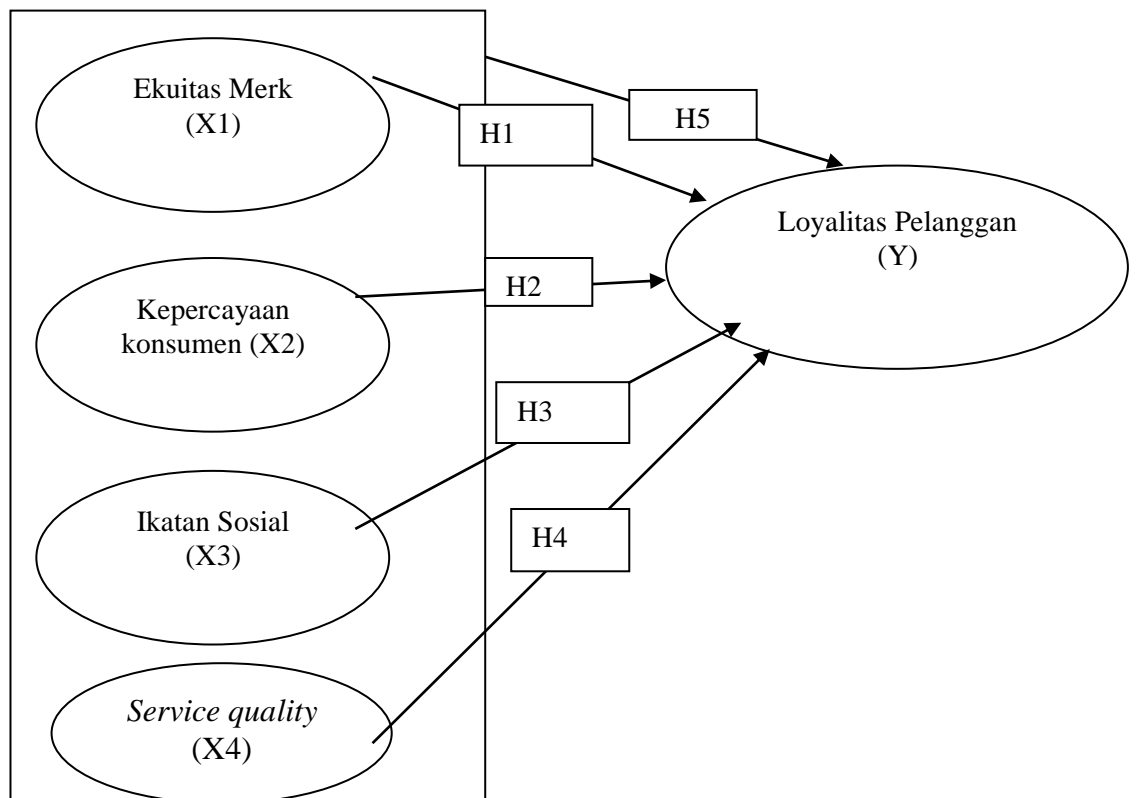 Ekuitas Merk
(X1)
H1
H5
Loyalitas Pelanggan
(Y)
Kepercayaan
konsumen (X2)
H2
Ikatan Sosial
(X3)
H3
H4
Service quality
(X4)